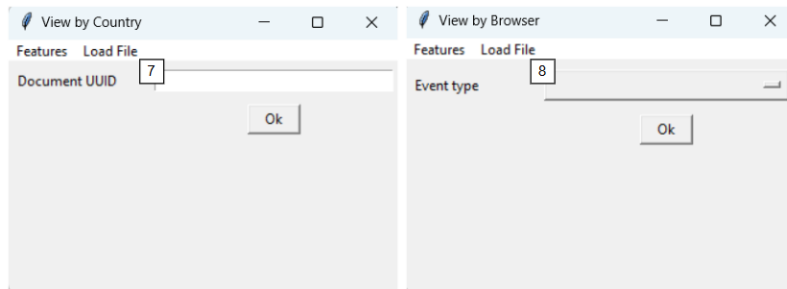 View by Country
Features Load File
7
Document UUID
Ok
View by Browser
Features Load File
8
Event type
Ok